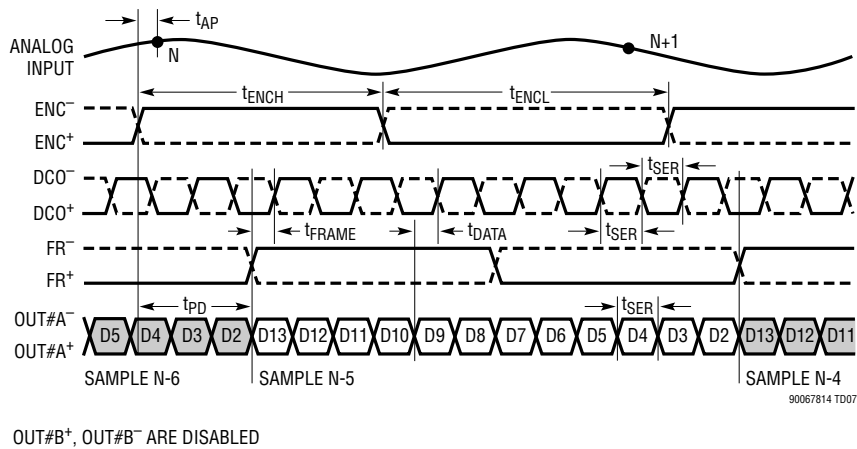 tAP
ANALOG
INPUT
N
N+1
tENCH
tENCL
ENC–
ENC+
DCO–
DCO+
tSER
tFRAME
tDATA
tSER
FR–
FR+
tPD
tSER
OUT#A–
OUT#A+
D5 D4 D3 D2 D13 D12 D11 D10 D9 D8 D7 D6 D5 D4 D3 D2 D13 D12 D11
SAMPLE N-6
SAMPLE N-5
SAMPLE N-4
90067814 TD07
OUT#B+, OUT#B– ARE DISABLED